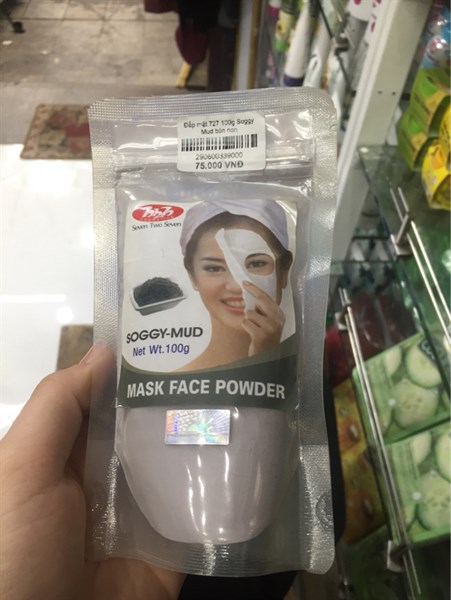 Đắp mặt 727 100g Soggy
Mud bùn non
290600339000
75.000 VNĐ
Seven-Two-Seven
SOGGY-MUD
Net Wt.100g
MASK FACE POWDER